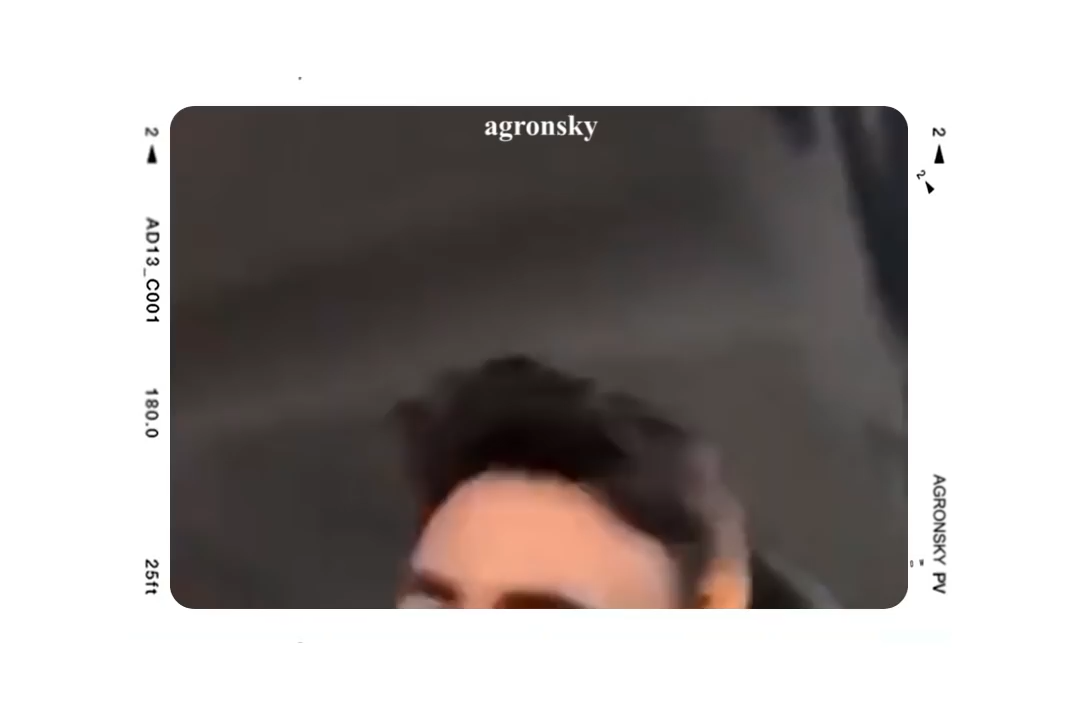 agronsky
2
AD13_C001
180.0
25ft
2
2
AGRONSKY PV